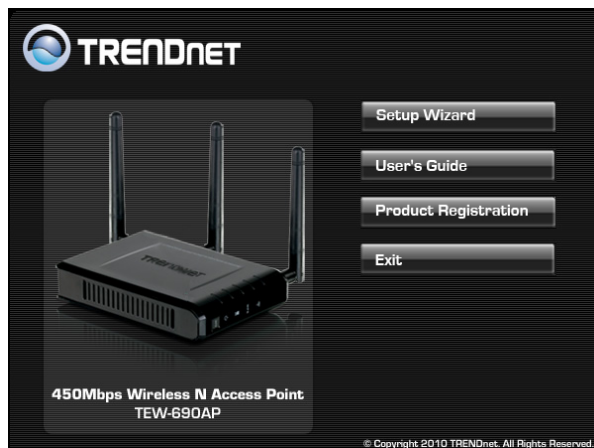 TRENDnet
Setup Wizard
User's Guide
Product Registration
Exit
TRENDnet
450Mbps Wireless N Access Point
TEW-690AP
© Copyright 2010 TRENDnet. All Rights Reserved.